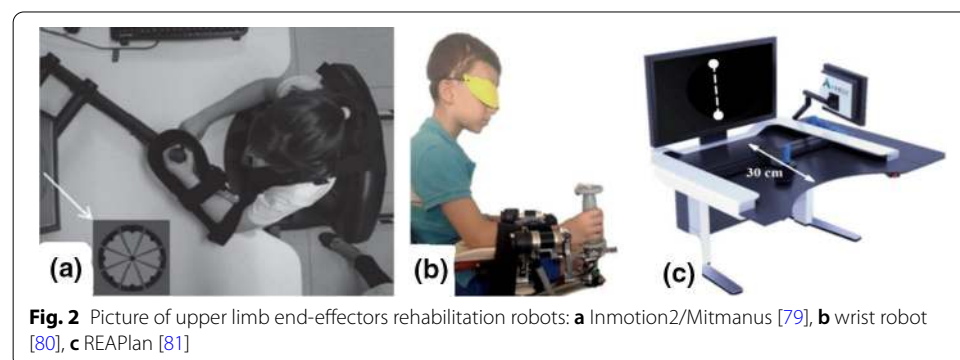 (a)
(b)
30 cm
(c)
Fig. 2 Picture of upper limb end-effectors rehabilitation robots: a Inmotion2/Mitmanus [79], b wrist robot
[80], c REAPlan [81]